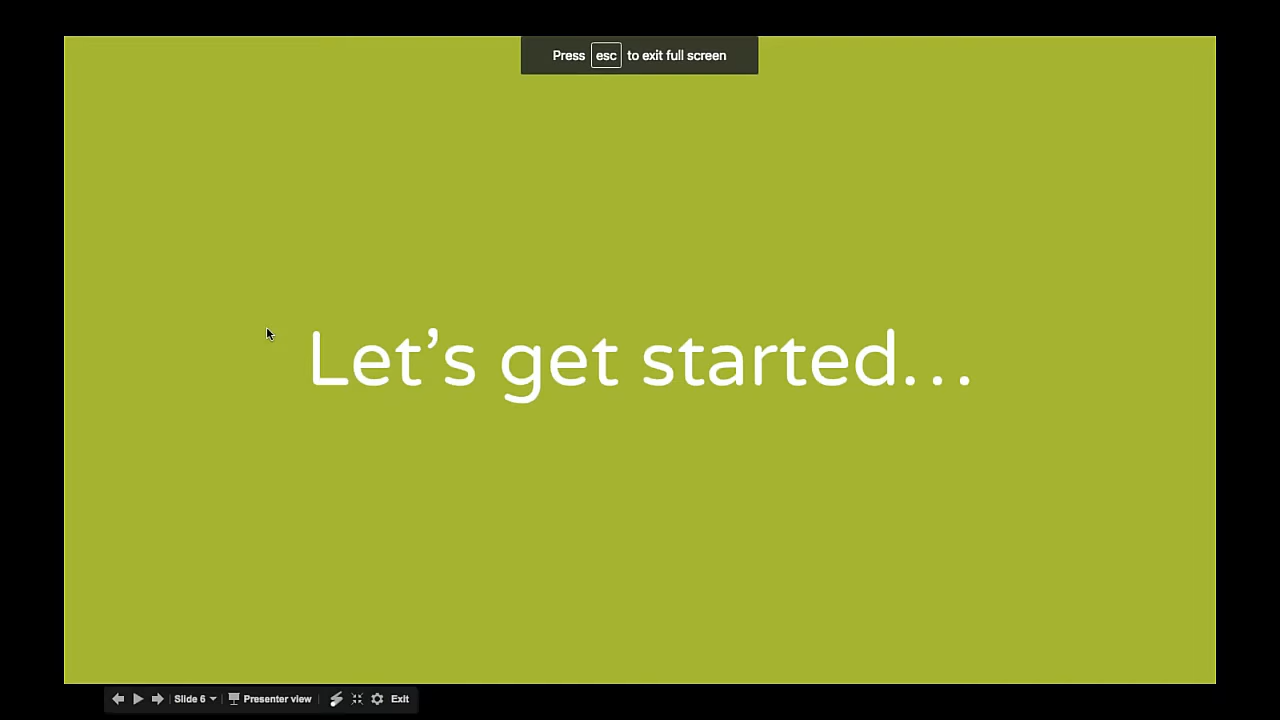 Press esc to exit full screen
Let’s get started...
Slide 6 Presenter view Exit